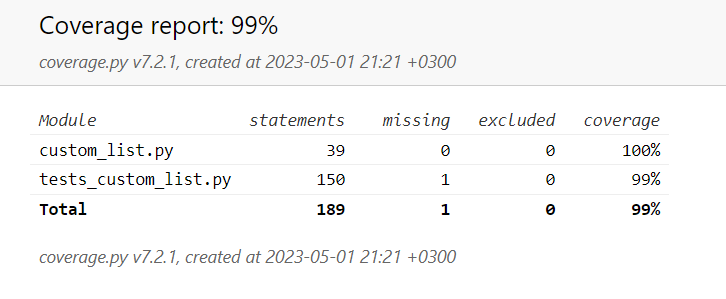 Coverage report: 99%
coverage.py v7.2.1, created at 2023-05-01 21:21 +0300
Module statements missing excluded coverage
custom_list.py 39 0 0 100%
tests_custom_list.py 150 1 0 99%
Total 189 1 0 99%
coverage.py v7.2.1, created at 2023-05-01 21:21 +0300